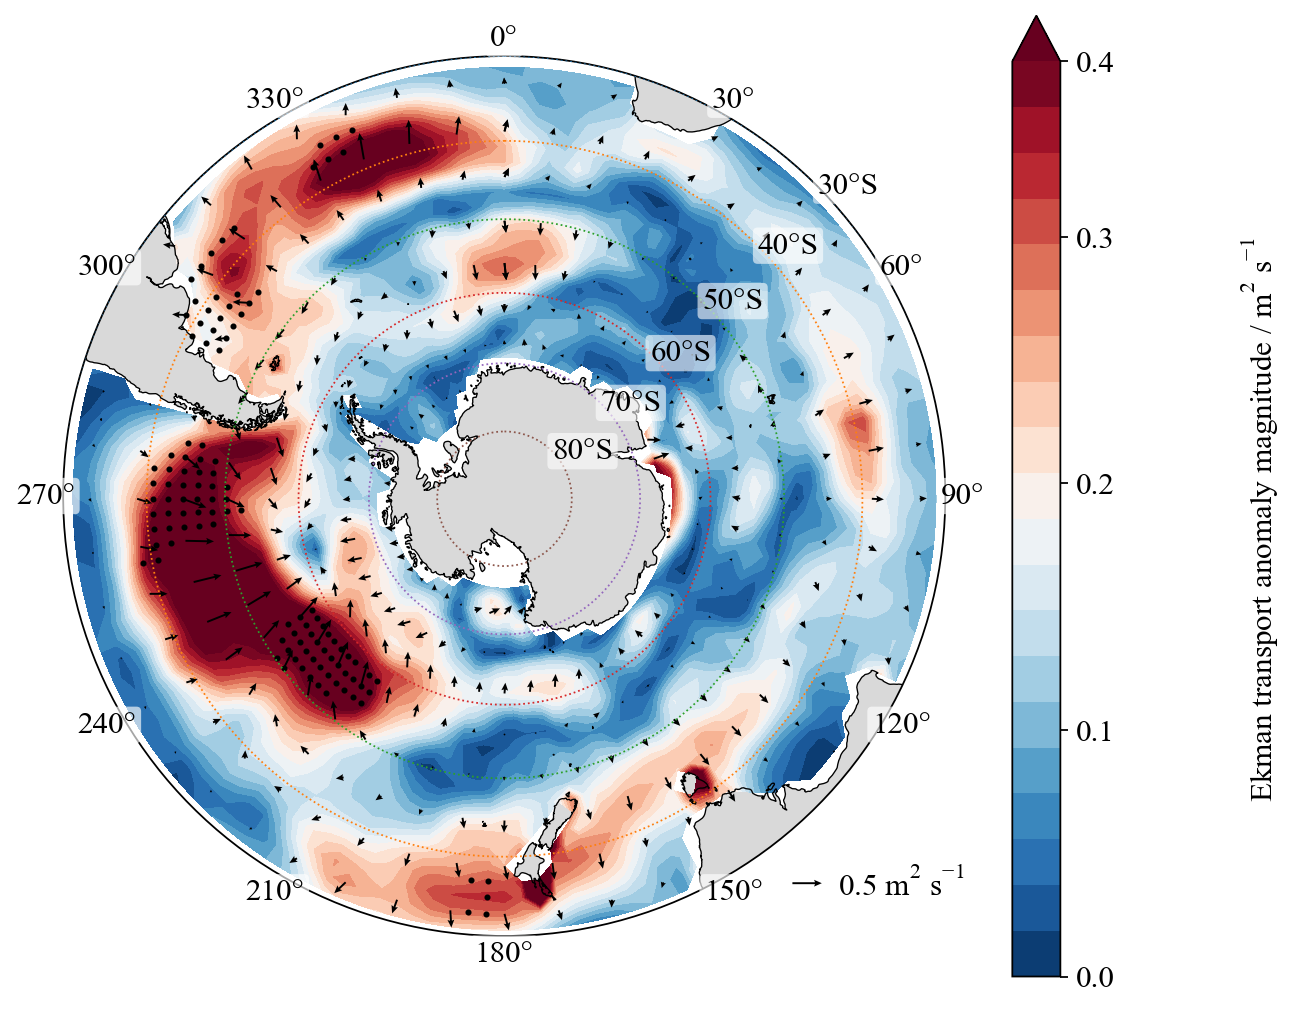 0°
330°
30°
30°S
300°
40°S
60°
50°S
60°S
70°S
80°S
270°
90°
240°
120°
210°
150°
180°
0.5 m² s⁻¹
0.4
0.3
0.2
0.1
0.0
Ekman transport anomaly magnitude / m² s⁻¹